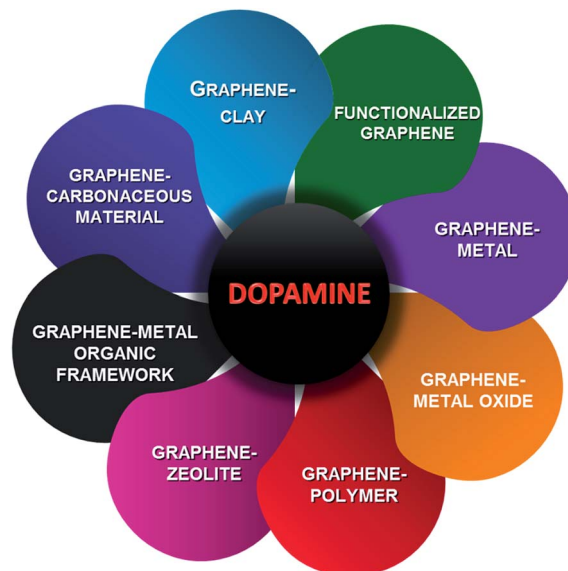 GRAPHENE-
CLAY
FUNCTIONALIZED
GRAPHENE
GRAPHENE-
METAL
GRAPHENE-
METAL OXIDE
GRAPHENE-
POLYMER
GRAPHENE-
ZEOLITE
GRAPHENE-METAL
ORGANIC
FRAMEWORK
GRAPHENE-
CARBONACEOUS
MATERIAL
DOPAMINE